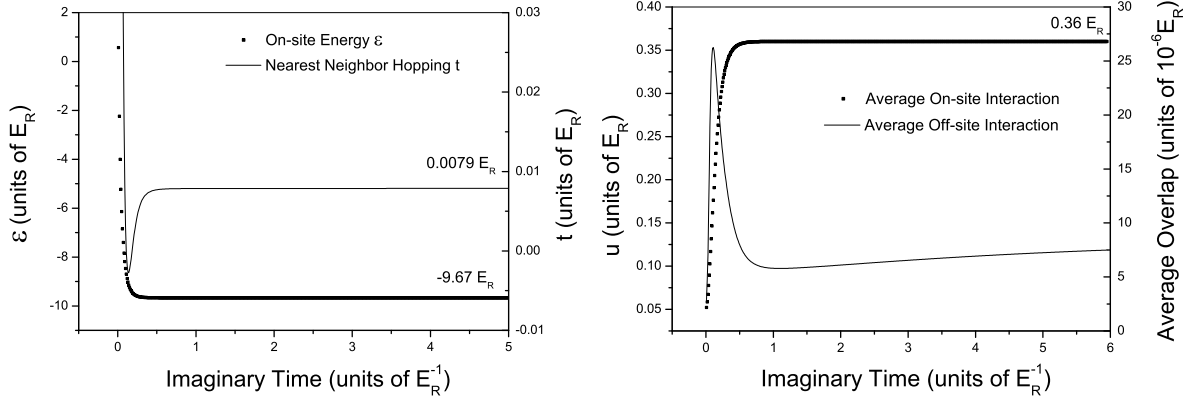 2
0
-2
-4
-6
-8
-10
ε (units of E_R)
On-site Energy ε
Nearest Neighbor Hopping t
0.0079 E_R
-9.67 E_R
0.03
0.02
0.01
0.00
-0.01
t (units of E_R)
0 1 2 3 4 5
Imaginary Time (units of E_R^-1)
0.40
0.35
0.30
0.25
0.20
0.15
0.10
0.05
u (units of E_R)
0.36 E_R
Average On-site Interaction
Average Off-site Interaction
30
25
20
15
10
5
0
Average Overlap (units of 10^-6 E_R)
0 1 2 3 4 5 6
Imaginary Time (units of E_R^-1)